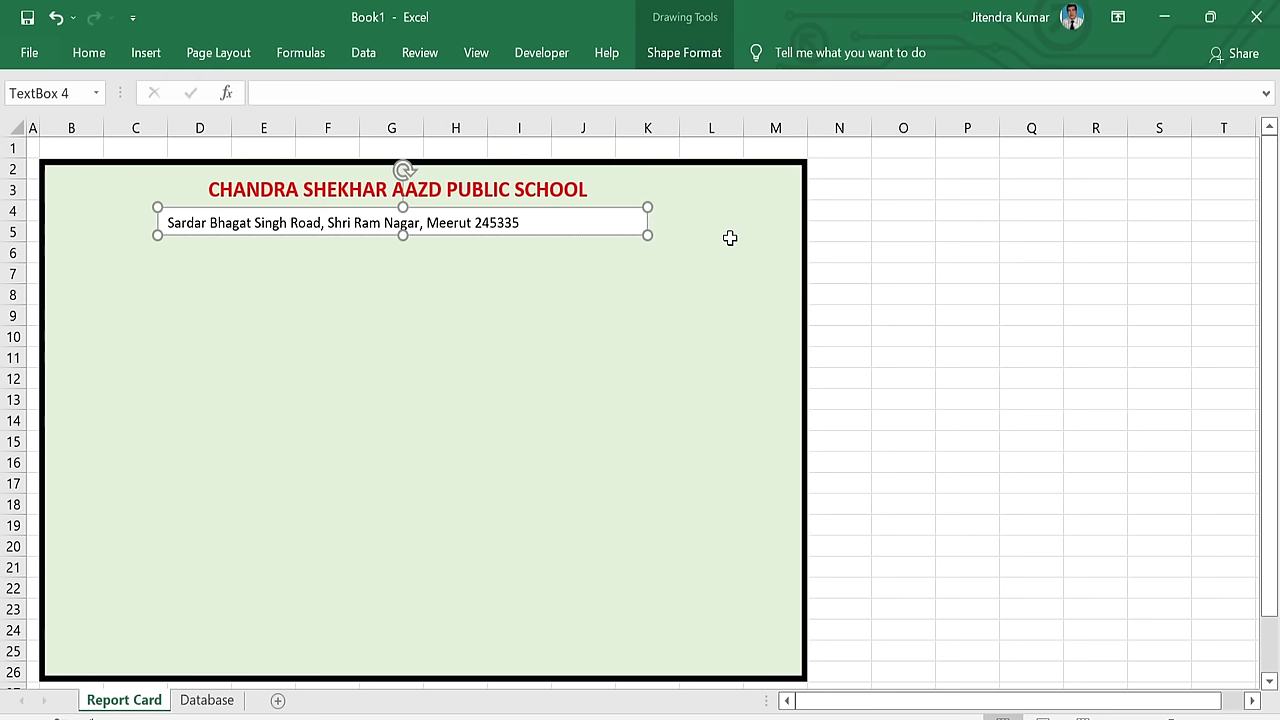 Book1 - Excel
Drawing Tools
Jitendra Kumar
File Home Insert Page Layout Formulas Data Review View Developer Help Shape Format Tell me what you want to do Share
TextBox 4 fx
A B C D E F G H I J K L M N O P Q R S T
1
2
3
4
5
6
7
8
9
10
11
12
13
14
15
16
17
18
19
20
21
22
23
24
25
26
CHANDRA SHEKHAR AAZD PUBLIC SCHOOL
Sardar Bhagat Singh Road, Shri Ram Nagar, Meerut 245335
Report Card Database